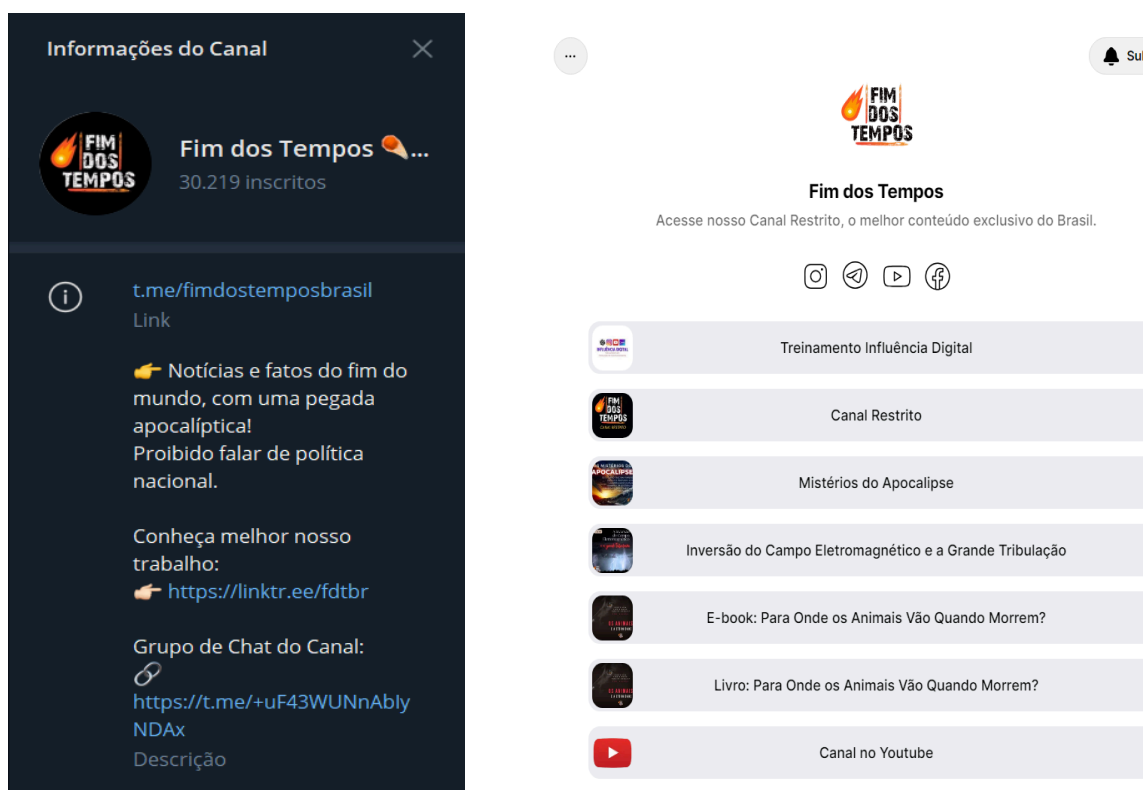 Informações do Canal
FIM
DOS
TEMPOS
Fim dos Tempos ...
30.219 inscritos
t.me/fimdostemposbrasil
Link
👉 Notícias e fatos do fim do
mundo, com uma pegada
apocalíptica!
Proibido falar de política
nacional.
Conheça melhor nosso
trabalho:
👉🏻 https://linktr.ee/fdtbr
Grupo de Chat do Canal:
🔗
https://t.me/+uF43WUNnAbly
NDAx
Descrição
...
FIM
DOS
TEMPOS
Fim dos Tempos
Acesse nosso Canal Restrito, o melhor conteúdo exclusivo do Brasil.
Treinamento Influência Digital
FIM
DOS
TEMPOS
Canal Restrito
APOCALIPSE
Mistérios do Apocalipse
Inversão do Campo Eletromagnético e a Grande Tribulação
E-book: Para Onde os Animais Vão Quando Morrem?
Livro: Para Onde os Animais Vão Quando Morrem?
Canal no Youtube